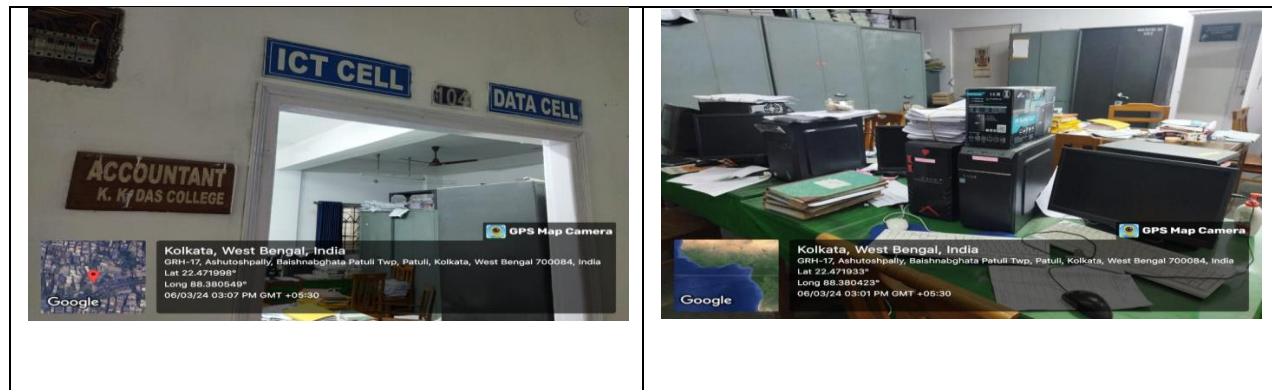 ICT CELL
104
DATA CELL
ACCOUNTANT
K. K. DAS COLLEGE
GPS Map Camera
Kolkata, West Bengal, India
GRH-17, Ashutoshpally, Baishnabghata Patuli Twp, Patuli, Kolkata, West Bengal 700084, India
Lat 22.471998°
Long 88.380549°
06/03/24 03:07 PM GMT +05:30
Google
GPS Map Camera
Kolkata, West Bengal, India
GRH-17, Ashutoshpally, Baishnabghata Patuli Twp, Patuli, Kolkata, West Bengal 700084, India
Lat 22.471933°
Long 88.380423°
06/03/24 03:01 PM GMT +05:30
Google